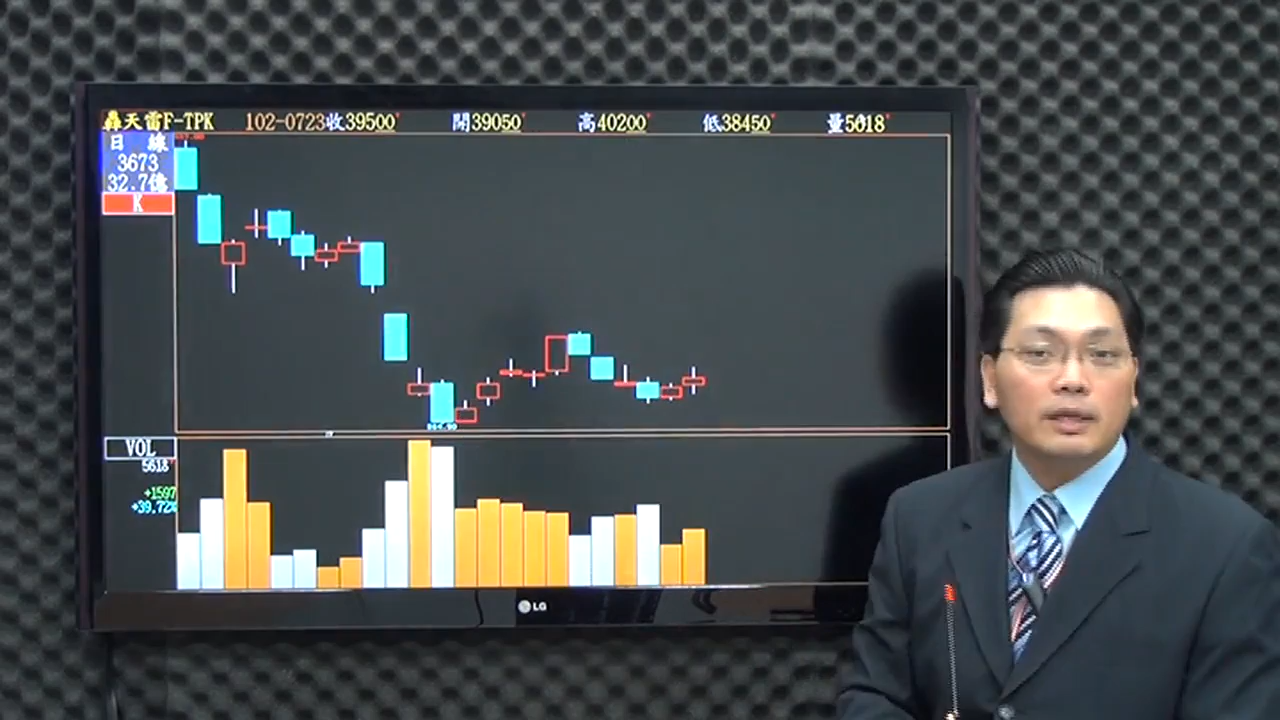 轟天雷F-TPK 102-0723收39500 開39050 高40200 低38450 量5618
日 線
3673
32.7億
K
VOL
5618
+1597
+39.72%
LG